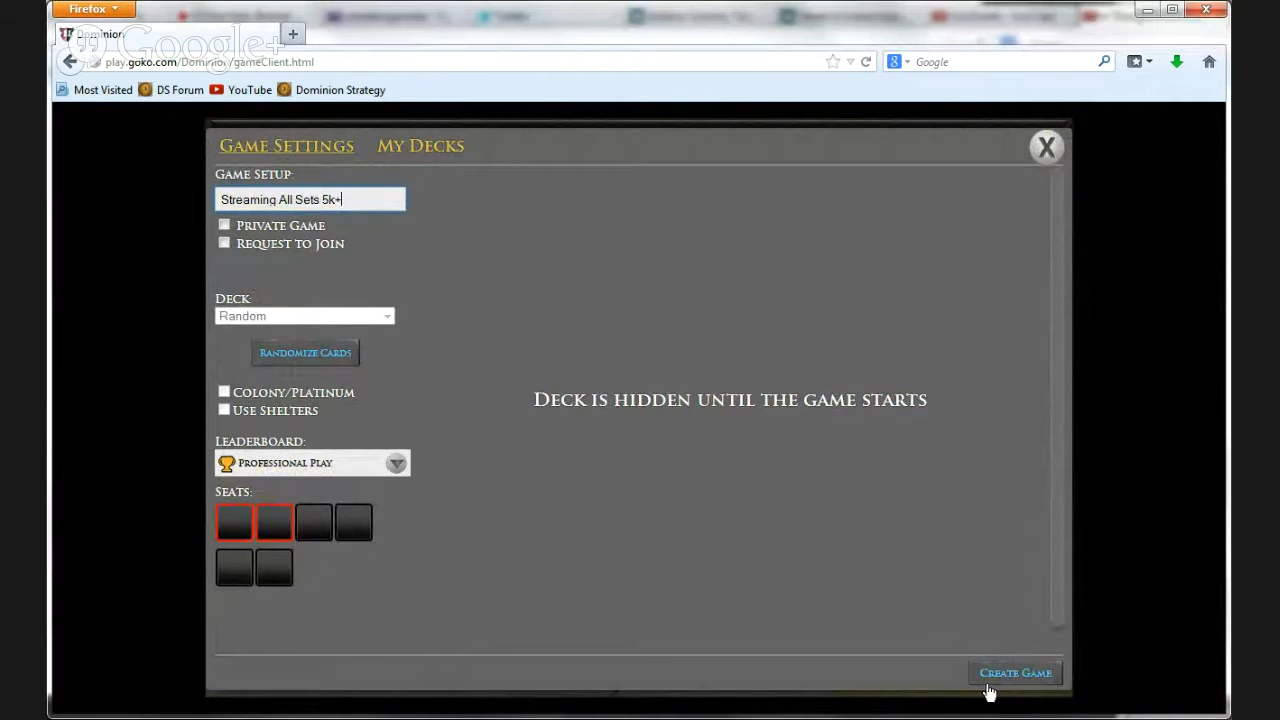 Firefox
Google+
Dominion
play.goko.com/Dominion/gameClient.html
Google
Most Visited
DS Forum
YouTube
Dominion Strategy
GAME SETTINGS
MY DECKS
X
GAME SETUP:
Streaming All Sets 5k+
PRIVATE GAME
REQUEST TO JOIN
DECK:
Random
RANDOMIZE CARDS
COLONY/PLATINUM
USE SHELTERS
DECK IS HIDDEN UNTIL THE GAME STARTS
LEADERBOARD:
PROFESSIONAL PLAY
SEATS:
CREATE GAME